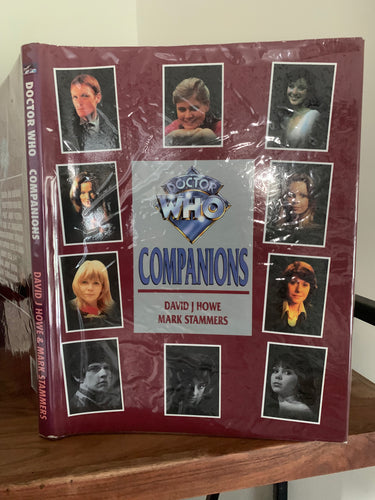 DOCTOR WHO COMPANIONS DAVID J HOWE & MARK STAMMERS
DOCTOR
WHO
COMPANIONS
DAVID J HOWE
MARK STAMMERS